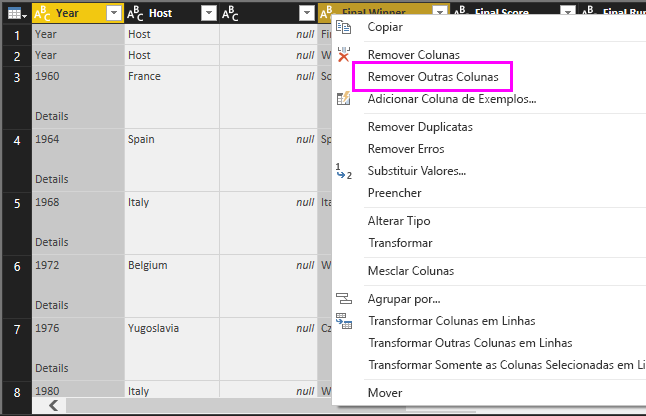 Year Host Final Winner Final Score Final Run
1 Year Host null Fi
2 Year Host null W
3 1960 France null Sc
Details
4 1964 Spain null Sp
Details
5 1968 Italy null Ita
Details
6 1972 Belgium null W
Details
7 1976 Yugoslavia null Cz
Details
8 1980 Italy null W
Copiar
Remover Colunas
Remover Outras Colunas
Adicionar Coluna de Exemplos...
Remover Duplicatas
Remover Erros
Substituir Valores...
Preencher
Alterar Tipo
Transformar
Mesclar Colunas
Agrupar por...
Transformar Colunas em Linhas
Transformar Outras Colunas em Linhas
Transformar Somente as Colunas Selecionadas em Li
Mover